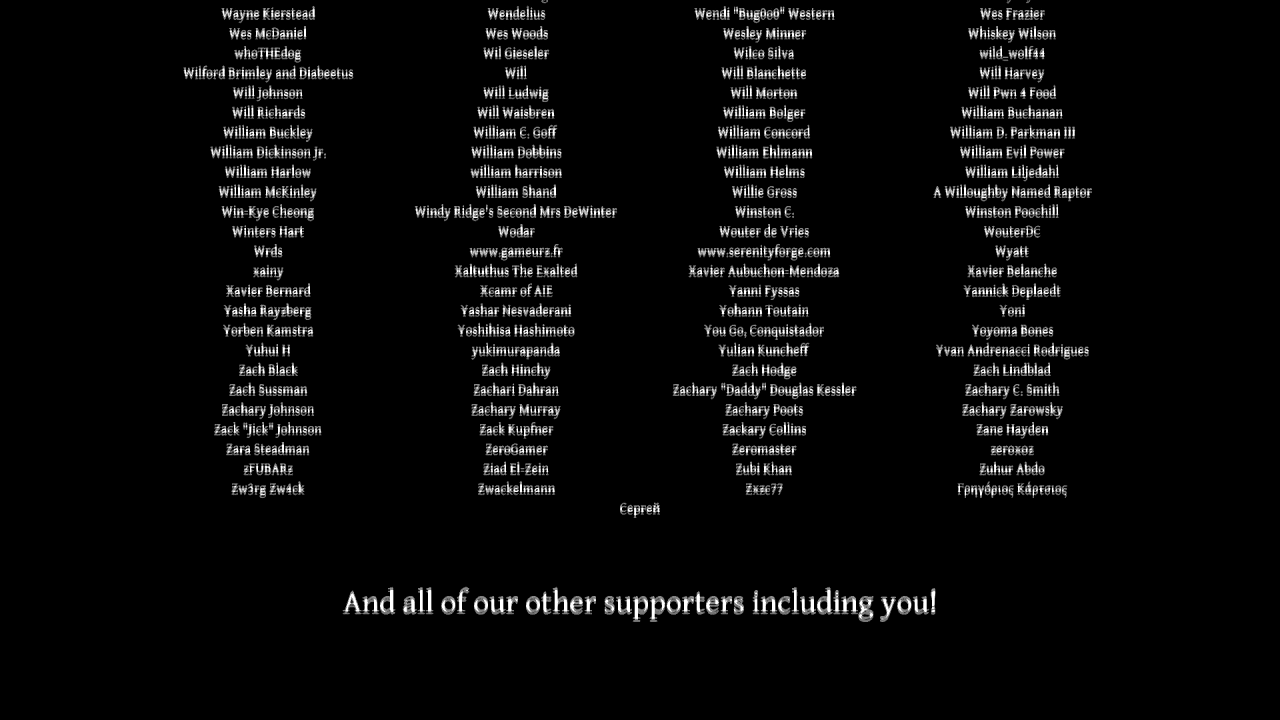 Wayne Kierstead Wendelius Wendi "Bug0c0" Western Wes Frazier
Wes McDaniel Wes Woods Wesley Minner Whiskey Wilson
whoTHEdog Wil Gieseler Wilco Silva wild_wolf44
Wilford Brimley and Diabeetus Will Will Blanchette Will Harvey
Will Johnson Will Ludwig Will Morton Will Pwn 4 Food
Will Richards Will Waisbren William Bolger William Buchanan
William Buckley William C. Goff William Concord William D. Parkman III
William Dickinson Jr. William Dobbins William Ehlmann William Evil Power
William Harlow william harrison William Helms William Liljedahl
William McKinley William Shand Willie Gross A Willoughby Named Raptor
Win-Kye Cheong Windy Ridge's Second Mrs DeWinter Winston C. Winston Poochill
Winters Hart Wodar Wouter de Vries WouterDC
Wrds www.gameurz.fr www.serenityforge.com Wyatt
xainy Xaltuthus The Exalted Xavier Aubuchon-Mendoza Xavier Belanche
Xavier Bernard Xcamr of AIE Yanni Fyssas Yannick Deplaedt
Yasha Rayzberg Yashar Nesvaderani Yohann Toutain Yoni
Yorben Kamstra Yoshihisa Hashimoto You Go, Conquistador Yoyoma Bones
Yuhui H yukimurapanda Yulian Kuncheff Yvan Andrenacci Rodrigues
Zach Black Zach Hinchy Zach Hodge Zach Lindblad
Zach Sussman Zachari Dahran Zachary "Daddy" Douglas Kessler Zachary C. Smith
Zachary Johnson Zachary Murray Zachary Poots Zachary Zarowsky
Zack "Jick" Johnson Zack Kupfner Zackary Collins Zane Hayden
Zara Steadman ZeroGamer Zeromaster zeroxoz
zFUBARz Ziad El-Zein Zubi Khan Zuhur Abdo
Zw3rg Zw4ck Zwackelmann Zxzc77 Γρηγόριος Κάρτσιος
Сергей
And all of our other supporters including you!